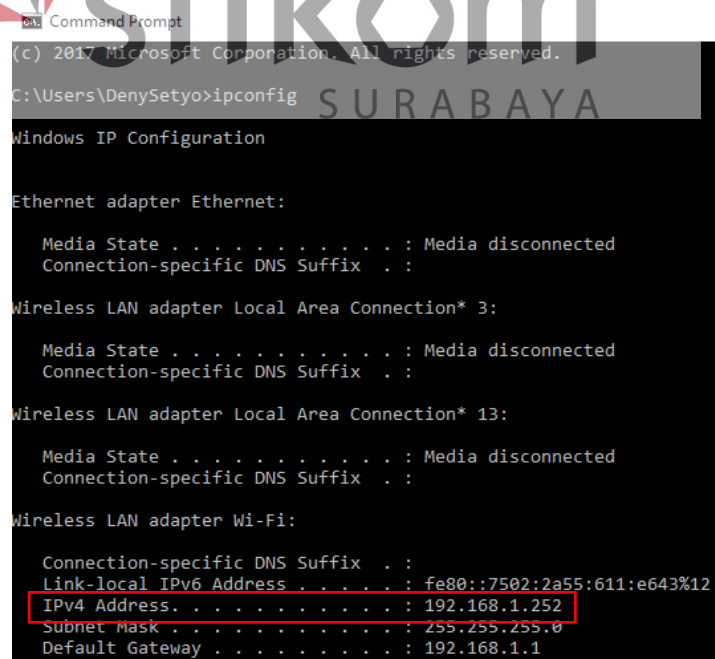 stikom
Command Prompt
(c) 2017 Microsoft Corporation. All rights reserved.
C:\Users\DenySetyo>ipconfig
SURABAYA
Windows IP Configuration
Ethernet adapter Ethernet:
Media State . . . . . . . . . . . : Media disconnected
Connection-specific DNS Suffix . :
Wireless LAN adapter Local Area Connection* 3:
Media State . . . . . . . . . . . : Media disconnected
Connection-specific DNS Suffix . :
Wireless LAN adapter Local Area Connection* 13:
Media State . . . . . . . . . . . : Media disconnected
Connection-specific DNS Suffix . :
Wireless LAN adapter Wi-Fi:
Connection-specific DNS Suffix . :
Link-local IPv6 Address . . . . . : fe80::7502:2a55:611:e643%12
IPv4 Address. . . . . . . . . . . : 192.168.1.252
Subnet Mask . . . . . . . . . . . : 255.255.255.0
Default Gateway . . . . . . . . . : 192.168.1.1